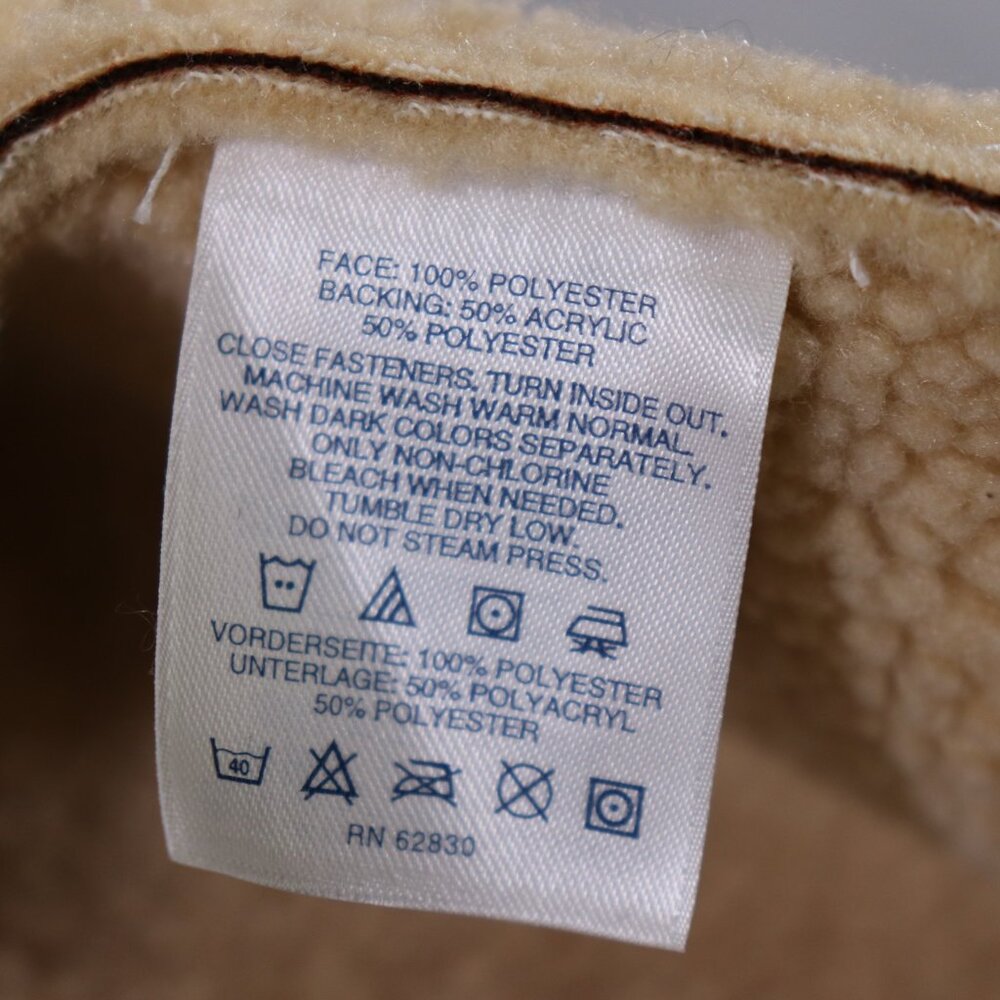 FACE: 100% POLYESTER
BACKING: 50% ACRYLIC
50% POLYESTER
CLOSE FASTENERS. TURN INSIDE OUT.
MACHINE WASH WARM NORMAL.
WASH DARK COLORS SEPARATELY.
ONLY NON-CHLORINE
BLEACH WHEN NEEDED.
TUMBLE DRY LOW.
DO NOT STEAM PRESS.
VORDERSEITE: 100% POLYESTER
UNTERLAGE: 50% POLYACRYL
50% POLYESTER
40
RN 62830